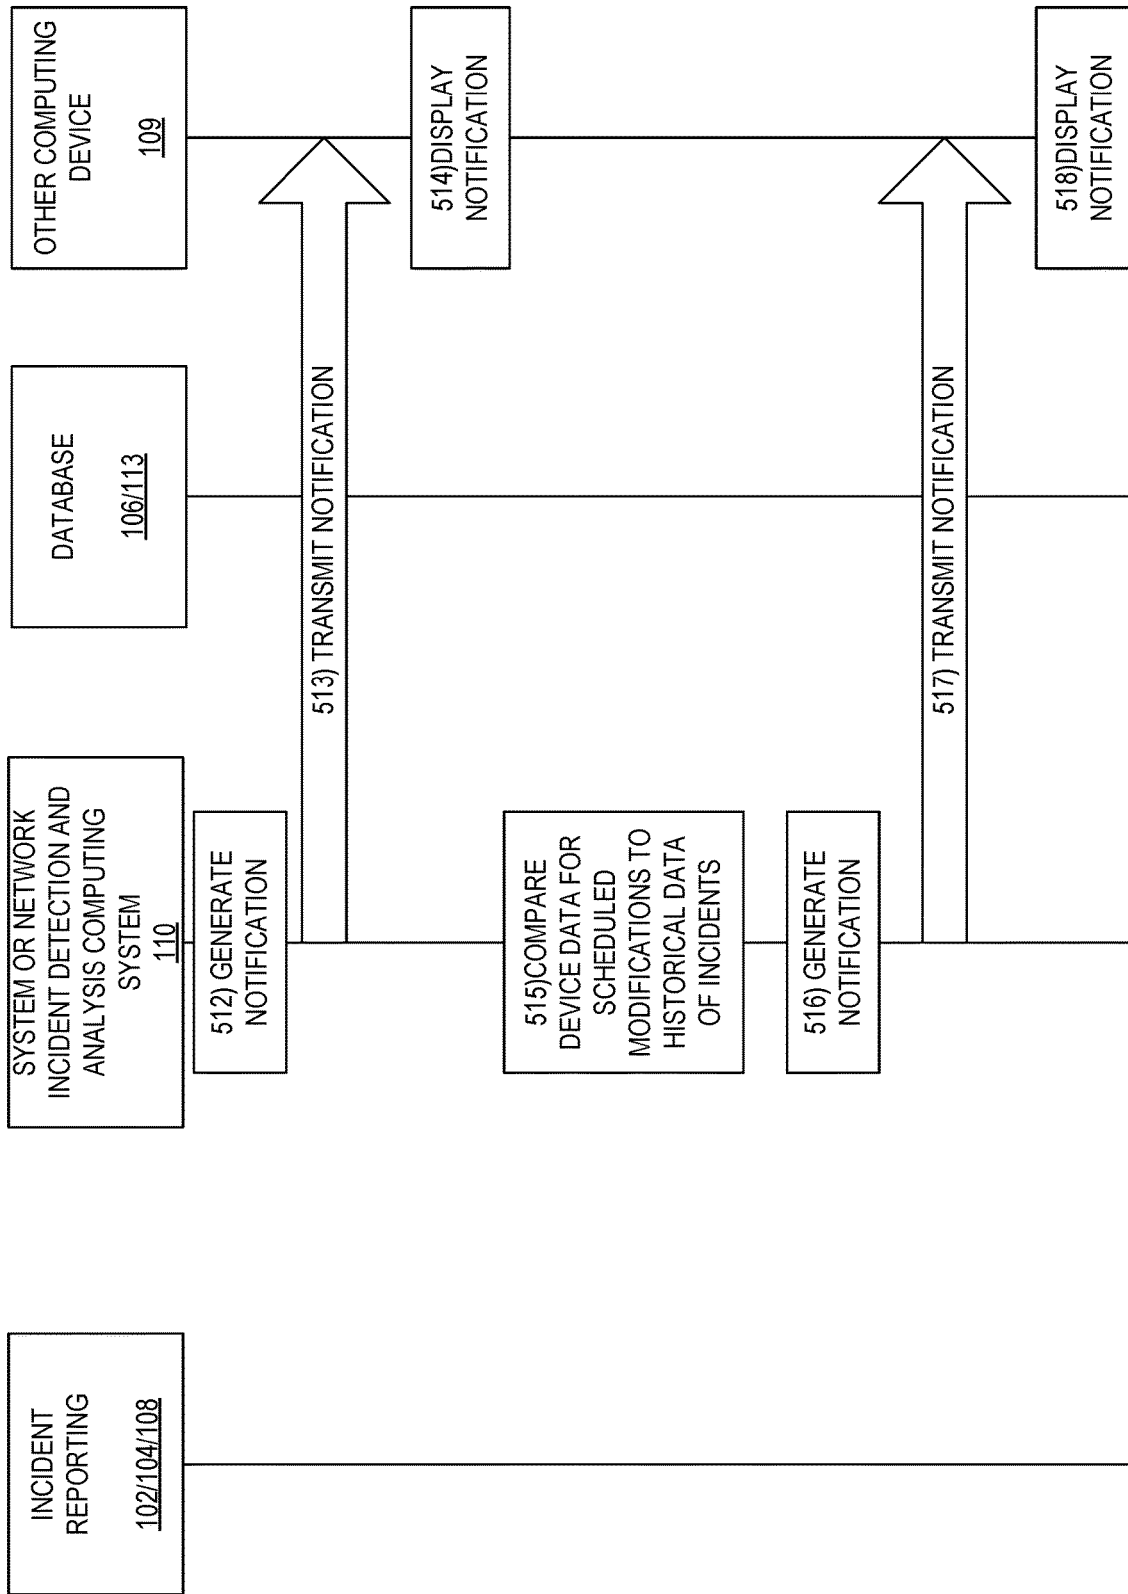 INCIDENT
REPORTING
102/104/108
SYSTEM OR NETWORK
INCIDENT DETECTION AND
ANALYSIS COMPUTING
SYSTEM
110
DATABASE
106/113
OTHER COMPUTING
DEVICE
109
512) GENERATE
NOTIFICATION
513) TRANSMIT NOTIFICATION
514)DISPLAY
NOTIFICATION
515)COMPARE
DEVICE DATA FOR
SCHEDULED
MODIFICATIONS TO
HISTORICAL DATA
OF INCIDENTS
516) GENERATE
NOTIFICATION
517) TRANSMIT NOTIFICATION
518)DISPLAY
NOTIFICATION